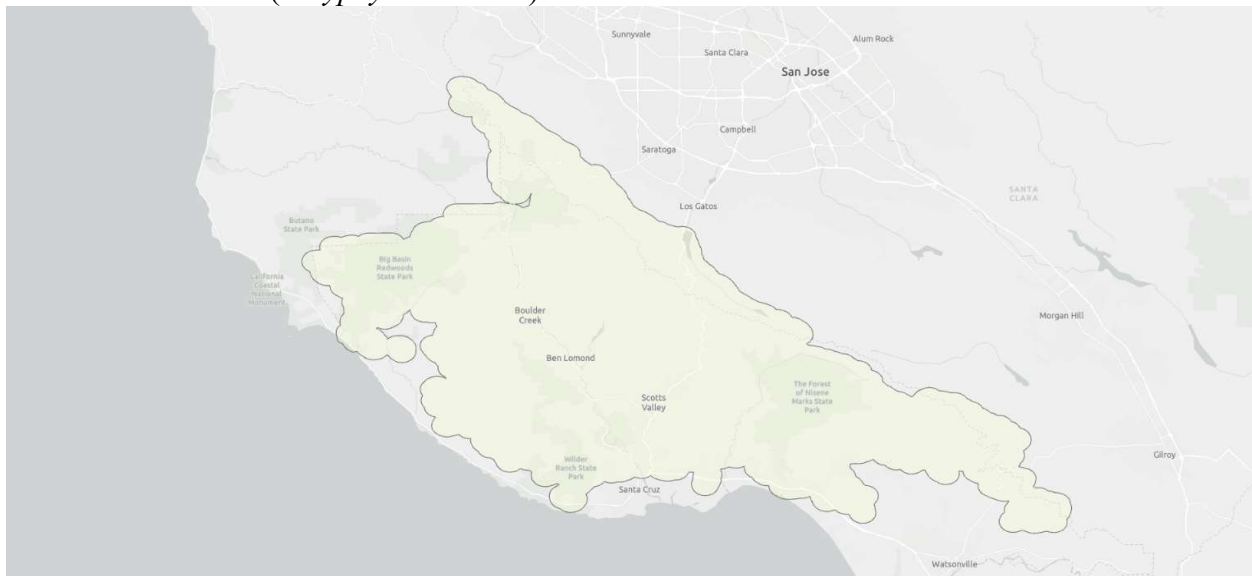 Sunnyvale
Alum Rock
Santa Clara
San Jose
Campbell
Saratoga
SANTA
CLARA
Los Gatos
Butano
State Park
Big Basin
Redwoods
State Park
California
Coastal
National
Monument
Boulder
Creek
Morgan Hill
Ben Lomond
The Forest
of Nisene
Marks State
Park
Scotts
Valley
Gilroy
Wilder
Ranch State
Park
Santa Cruz
Watsonville